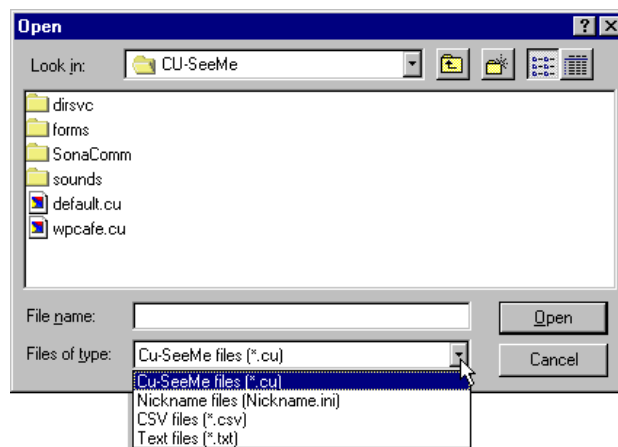 Open
Look in: CU-SeeMe
dirsvc
forms
SonaComm
sounds
default.cu
wpcafe.cu
File name:
Open
Files of type: Cu-SeeMe files (*.cu)
Cancel
Cu-SeeMe files (*.cu)
Nickname files (Nickname.ini)
CSV files (*.csv)
Text files (*.txt)